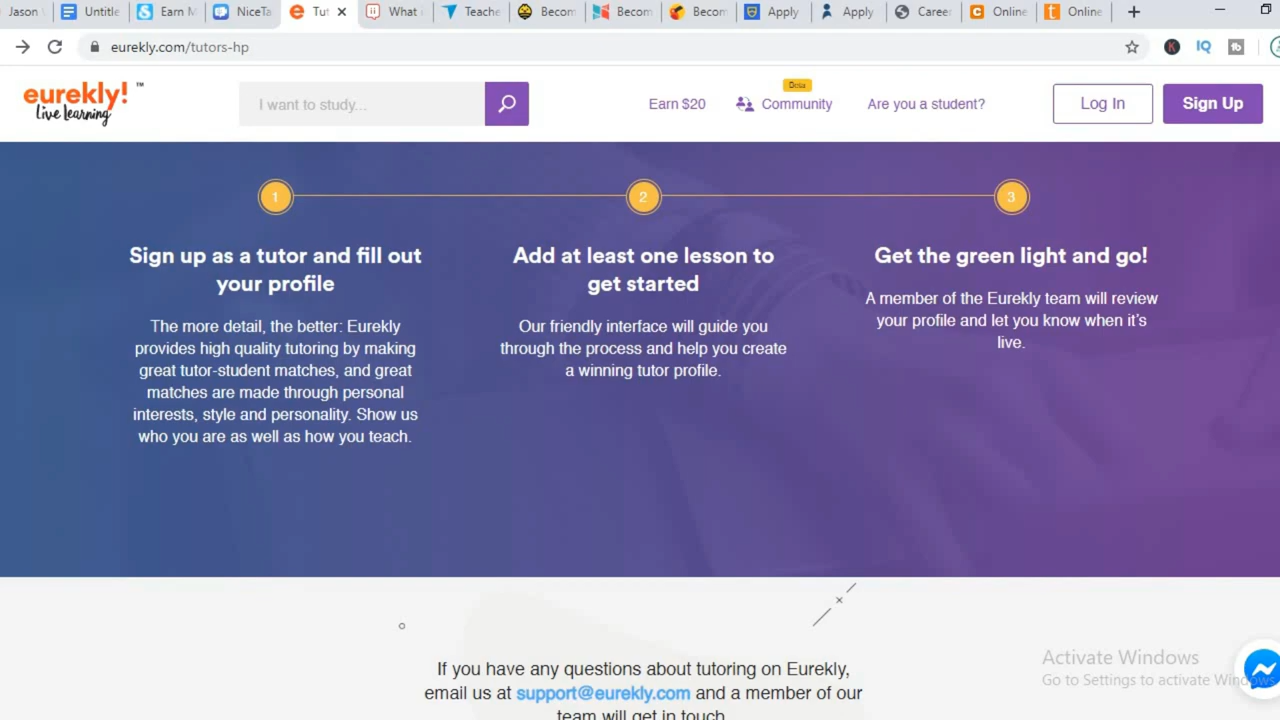 Jason
Untitle
Earn M
NiceTa
Tut
What
Teache
Becom
Becom
Becom
Apply
Apply
Career
Online
Online
eurekly.com/tutors-hp
IQ
eurekly!™
Live learning
I want to study...
Earn $20
Beta
Community
Are you a student?
Log In
Sign Up
1
2
3
Sign up as a tutor and fill out
your profile
The more detail, the better: Eurekly
provides high quality tutoring by making
great tutor-student matches, and great
matches are made through personal
interests, style and personality. Show us
who you are as well as how you teach.
Add at least one lesson to
get started
Our friendly interface will guide you
through the process and help you create
a winning tutor profile.
Get the green light and go!
A member of the Eurekly team will review
your profile and let you know when it's
live.
If you have any questions about tutoring on Eurekly,
email us at support@eurekly.com and a member of our
team will get in touch
Activate Windows
Go to Settings to activate Windows